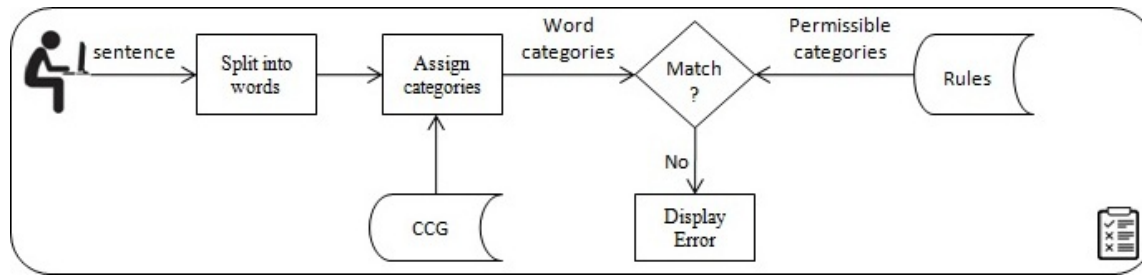 sentence
Split into
words
Assign
categories
Word
categories
Match
?
Permissible
categories
Rules
No
CCG
Display
Error